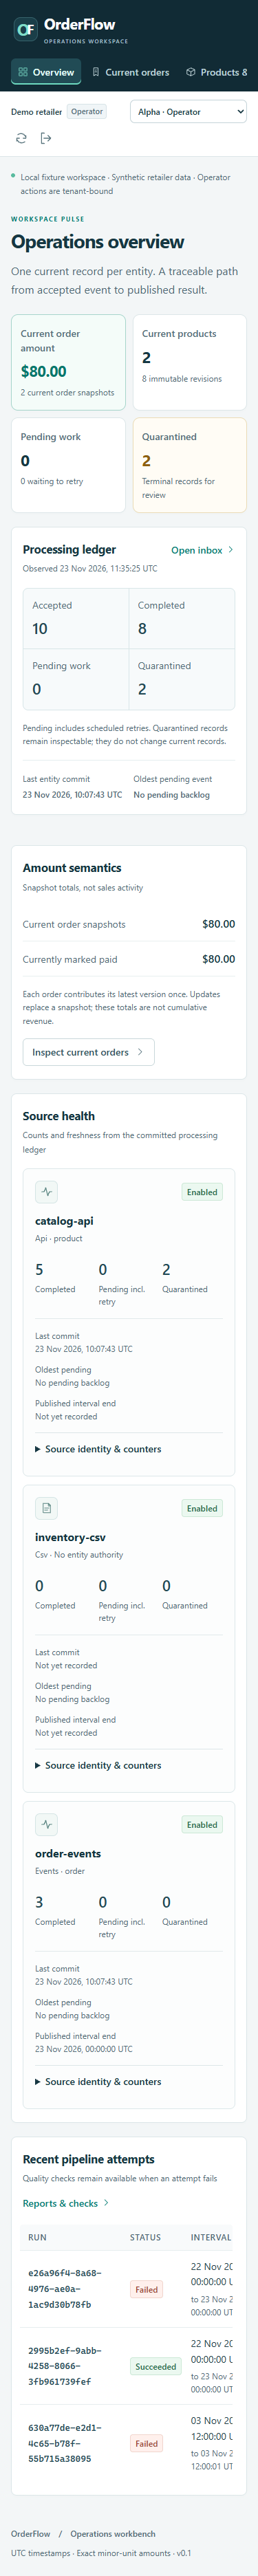 OF OrderFlow
OPERATIONS WORKSPACE
Overview Current orders Products &
Demo retailer Operator Alpha · Operator
Local fixture workspace · Synthetic retailer data · Operator
actions are tenant-bound
WORKSPACE PULSE
Operations overview
One current record per entity. A traceable path
from accepted event to published result.
Current order
amount
$80.00
2 current order snapshots
Current products
2
8 immutable revisions
Pending work
0
0 waiting to retry
Quarantined
2
Terminal records for
review
Processing ledger Open inbox
Observed 23 Nov 2026, 11:35:25 UTC
Accepted
10
Completed
8
Pending work
0
Quarantined
2
Pending includes scheduled retries. Quarantined records
remain inspectable; they do not change current records.
Last entity commit
23 Nov 2026, 10:07:43 UTC
Oldest pending event
No pending backlog
Amount semantics
Snapshot totals, not sales activity
Current order snapshots $80.00
Currently marked paid $80.00
Each order contributes its latest version once. Updates
replace a snapshot; these totals are not cumulative
revenue.
Inspect current orders
Source health
Counts and freshness from the committed processing
ledger
Enabled
catalog-api
Api · product
5 0 2
Completed Pending incl. Quarantined
retry
Last commit
23 Nov 2026, 10:07:43 UTC
Oldest pending
No pending backlog
Published interval end
Not yet recorded
Source identity & counters
Enabled
inventory-csv
Csv · No entity authority
0 0 0
Completed Pending incl. Quarantined
retry
Last commit
Not yet recorded
Oldest pending
No pending backlog
Published interval end
Not yet recorded
Source identity & counters
Enabled
order-events
Events · order
3 0 0
Completed Pending incl. Quarantined
retry
Last commit
23 Nov 2026, 10:07:43 UTC
Oldest pending
No pending backlog
Published interval end
23 Nov 2026, 00:00:00 UTC
Source identity & counters
Recent pipeline attempts
Quality checks remain available when an attempt fails
Reports & checks
RUN STATUS INTERVAL
e26a96f4-8a68-
4976-ae0a-
1ac9d30b78fb
Failed
22 Nov 20
00:00:00 U
to 23 Nov 2
00:00:00 UT
2995b2ef-9abb-
4258-8066-
3fb961739fef
Succeeded
22 Nov 20
00:00:00 U
to 23 Nov 2
00:00:00 UT
630a77de-e2d1-
4c65-b78f-
55b715a38095
Failed
03 Nov 20
12:00:00 U
to 03 Nov 2
12:00:01 UT
OrderFlow / Operations workbench
UTC timestamps · Exact minor-unit amounts · v0.1